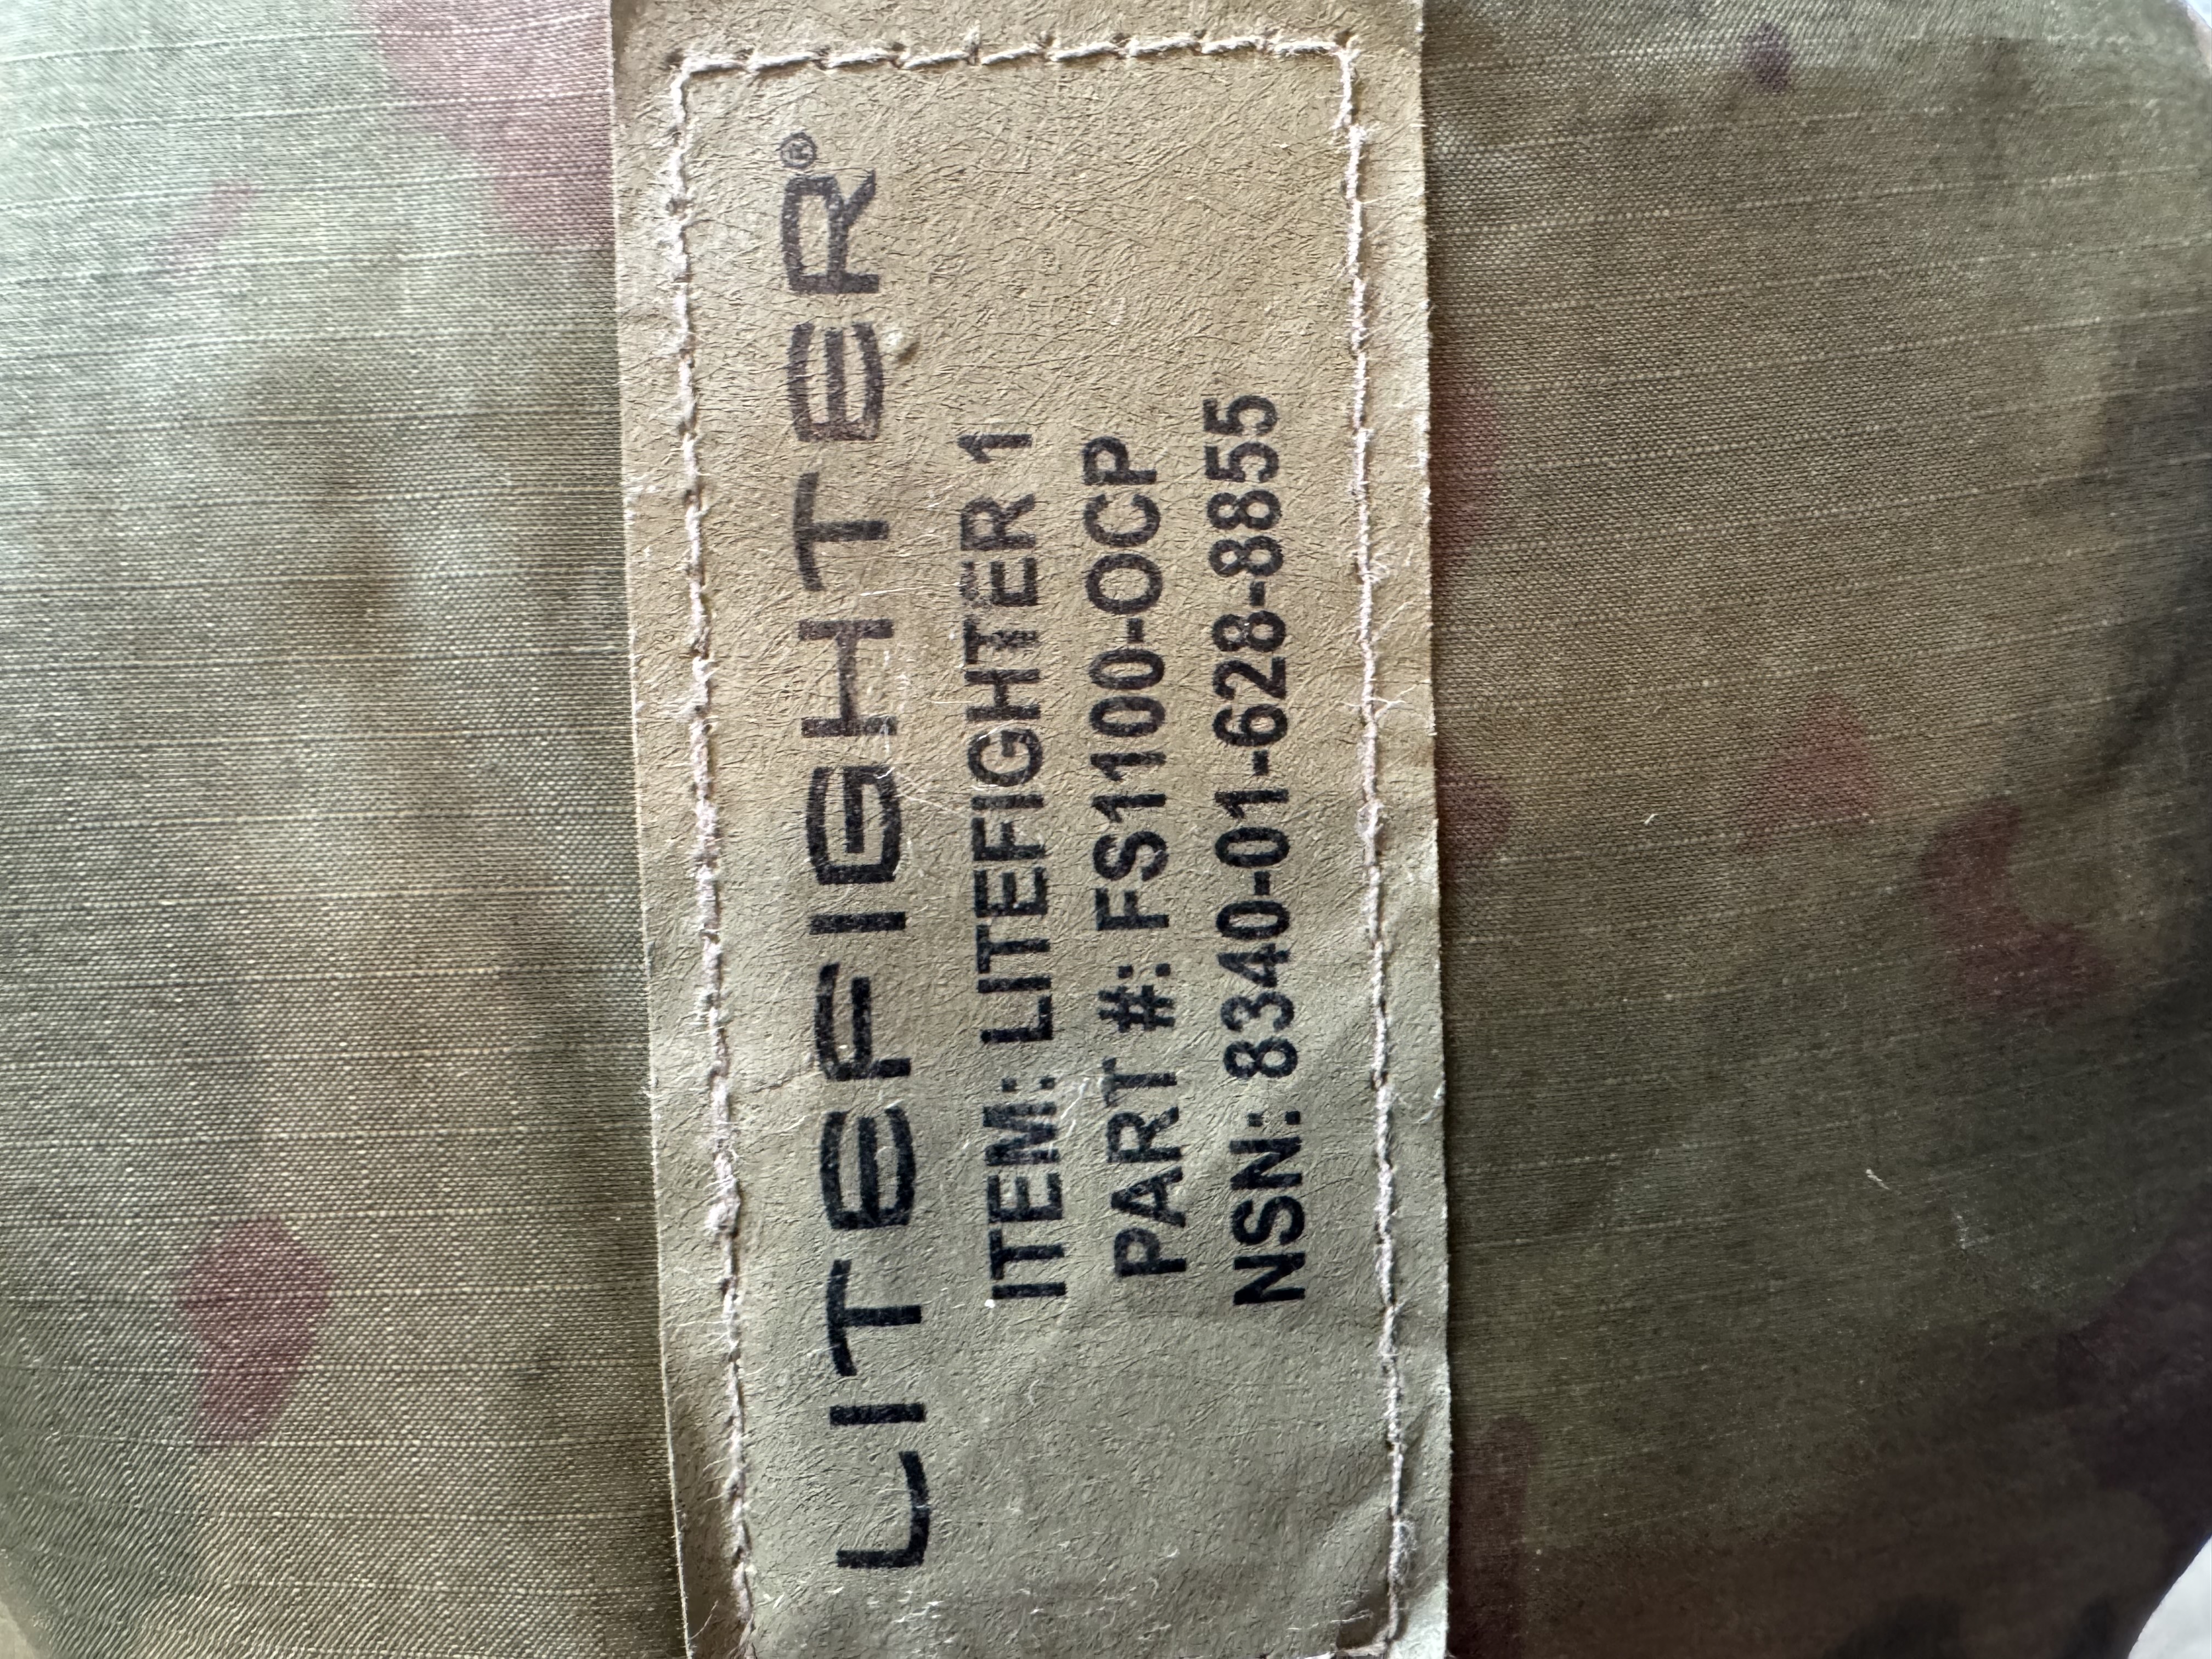 LITEFIGHTER®
ITEM: LITEFIGHTER 1
PART #: FS1100-OCP
NSN: 8340-01-628-8855